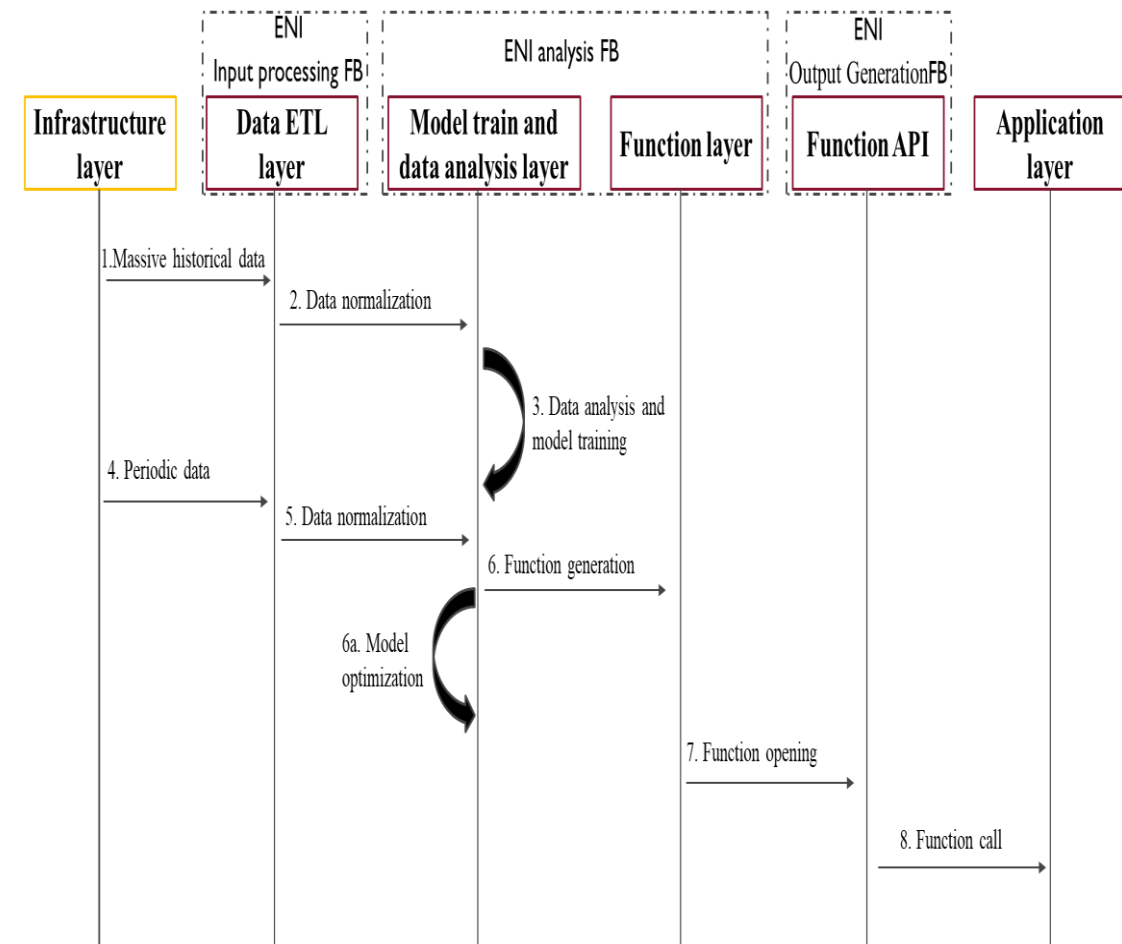 ENI
Input processing FB
ENI analysis FB
ENI
Output GenerationFB
Infrastructure
layer
Data ETL
layer
Model train and
data analysis layer
Function layer
Function API
Application
layer
1.Massive historical data
2. Data normalization
3. Data analysis and
model training
4. Periodic data
5. Data normalization
6. Function generation
6a. Model
optimization
7. Function opening
8. Function call